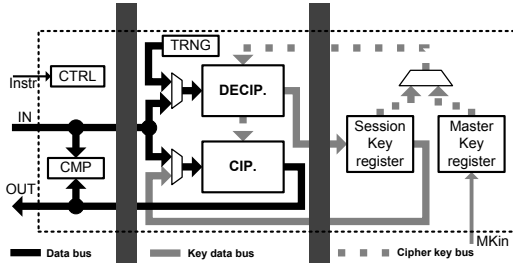 TRNG
Instr
CTRL
DECIP.
IN
Session
Key
register
Master
Key
register
CMP
CIP.
OUT
MKin
Data bus
Key data bus
Cipher key bus